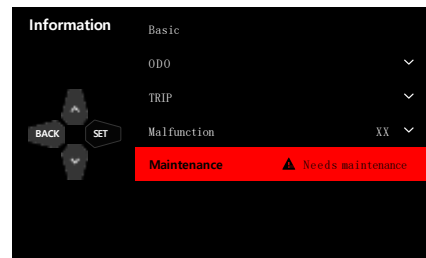 Information
Basic
ODO
TRIP
BACK
SET
Malfunction XX
Maintenance Needs maintenance